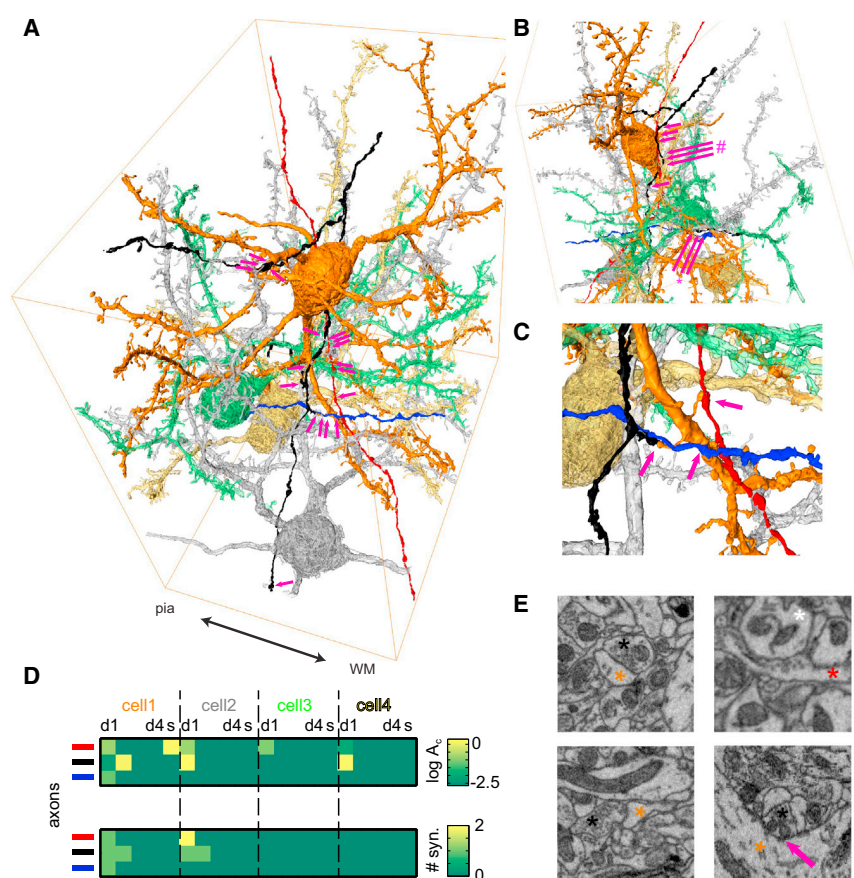 A
B
#
*
C
pia
WM
D
E
cell1 cell2 cell3 cell4
d1 d4 s d1 d4 s d1 d4 s d1 d4 s
axons
0
log Ac
-2.5
2
# syn.
0
* * * *
* * * *